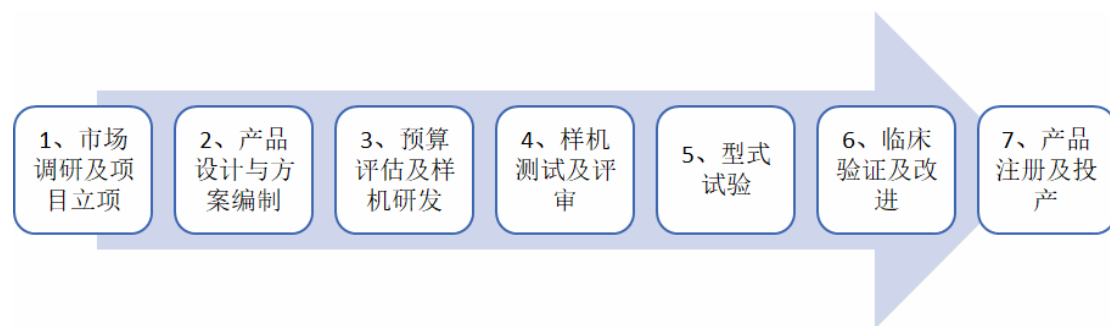 1、市场
调研及项
目立项
2、产品
设计与方
案编制
3、预算
评估及样
机研发
4、样机
测试及评
审
5、型式
试验
6、临床
验证及改
进
7、产品
注册及投
产